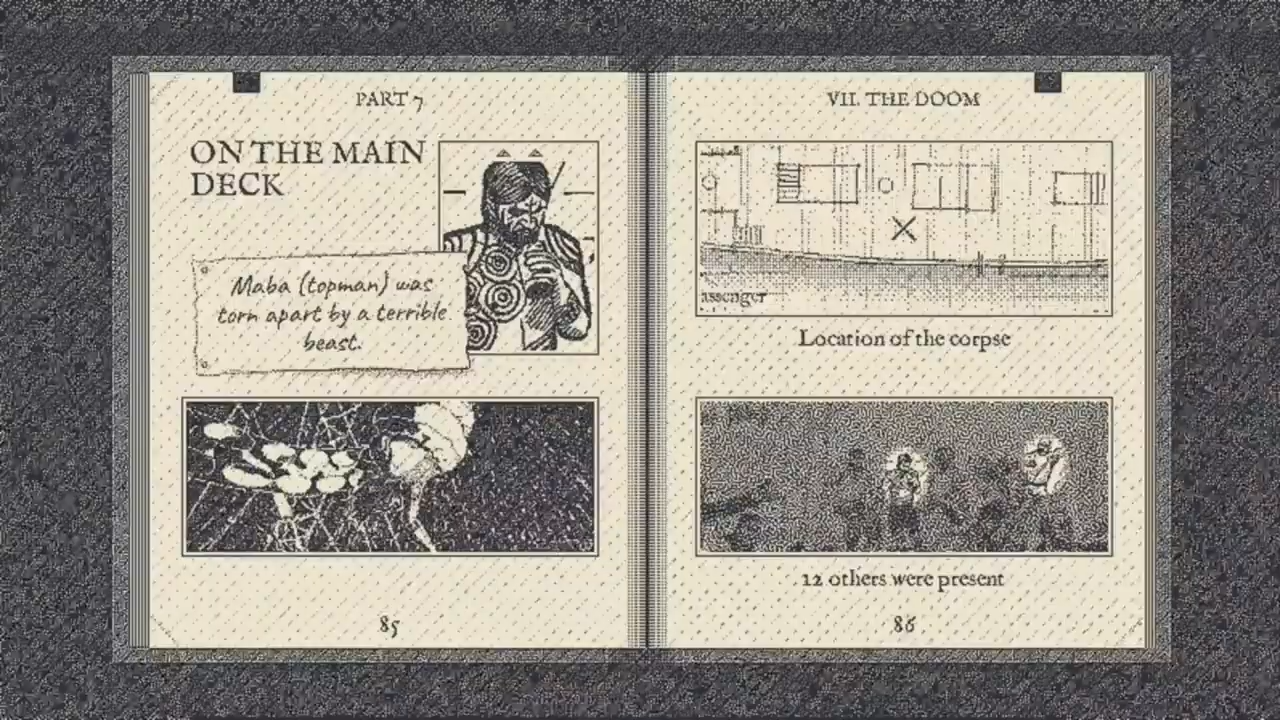 PART 7
ON THE MAIN
DECK
Maba (topman) was
torn apart by a terrible
beast.
85
VII. THE DOOM
assenger
Location of the corpse
12 others were present
86